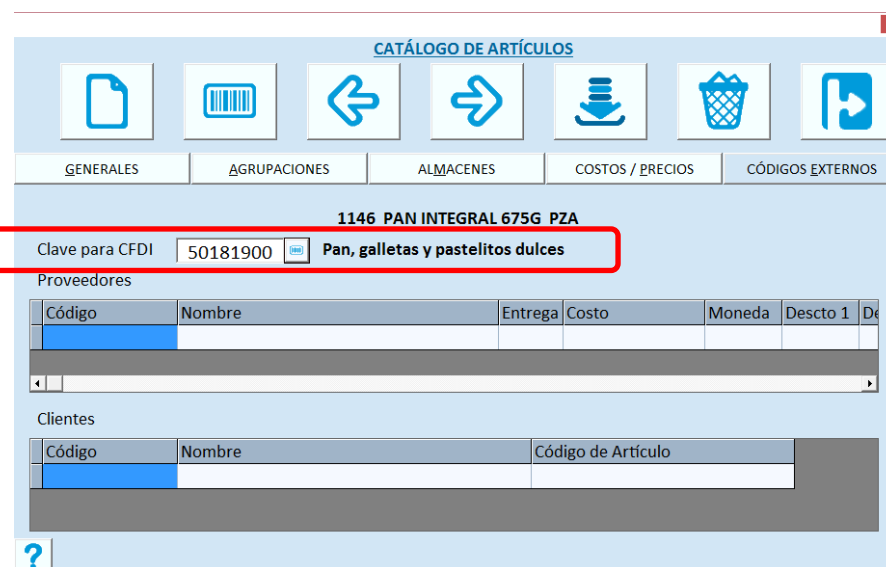 CATÁLOGO DE ARTÍCULOS
GENERALES AGRUPACIONES ALMACENES COSTOS / PRECIOS CÓDIGOS EXTERNOS
1146 PAN INTEGRAL 675G PZA
Clave para CFDI 50181900 Pan, galletas y pastelitos dulces
Proveedores
Código Nombre Entrega Costo Moneda Descto 1 De
Clientes
Código Nombre Código de Artículo
?